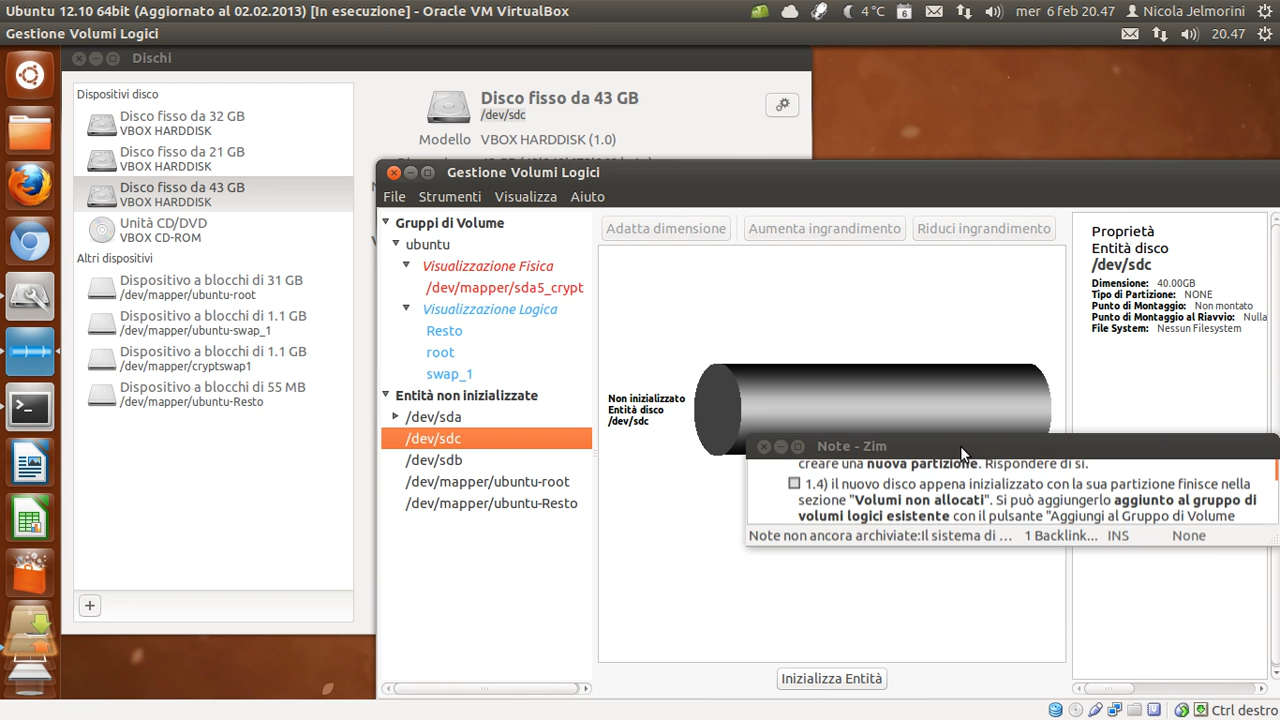 Ubuntu 12.10 64bit (Aggiornato al 02.02.2013) [In esecuzione] - Oracle VM VirtualBox
4 °C
6
mer 6 feb 20.47
Nicola Jelmorini
Gestione Volumi Logici
20.47
Dischi
Dispositivi disco
Disco fisso da 32 GB
VBOX HARDDISK
Disco fisso da 21 GB
VBOX HARDDISK
Disco fisso da 43 GB
VBOX HARDDISK
Unità CD/DVD
VBOX CD-ROM
Altri dispositivi
Dispositivo a blocchi di 31 GB
/dev/mapper/ubuntu-root
Dispositivo a blocchi di 1.1 GB
/dev/mapper/ubuntu-swap_1
Dispositivo a blocchi di 1.1 GB
/dev/mapper/cryptswap1
Dispositivo a blocchi di 55 MB
/dev/mapper/ubuntu-Resto
Disco fisso da 43 GB
/dev/sdc
Modello VBOX HARDDISK (1.0)
Gestione Volumi Logici
File Strumenti Visualizza Aiuto
Gruppi di Volume
ubuntu
Visualizzazione Fisica
/dev/mapper/sda5_crypt
Visualizzazione Logica
Resto
root
swap_1
Entità non inizializzate
/dev/sda
/dev/sdc
/dev/sdb
/dev/mapper/ubuntu-root
/dev/mapper/ubuntu-Resto
Adatta dimensione
Aumenta ingrandimento
Riduci ingrandimento
Non inizializzato
Entità disco
/dev/sdc
Inizializza Entità
Proprietà
Entità disco
/dev/sdc
Dimensione: 40.00GB
Tipo di Partizione: NONE
Punto di Montaggio: Non montato
Punto di Montaggio al Riavvio: Nulla
File System: Nessun Filesystem
Note - Zim
creare una nuova partizione. Rispondere di sì.
1.4) il nuovo disco appena inizializzato con la sua partizione finisce nella
sezione "Volumi non allocati". Si può aggiungerlo aggiunto al gruppo di
volumi logici esistente con il pulsante "Aggiungi al Gruppo di Volume
Note non ancora archiviate:Il sistema di ... 1 Backlink... INS None
Ctrl destro